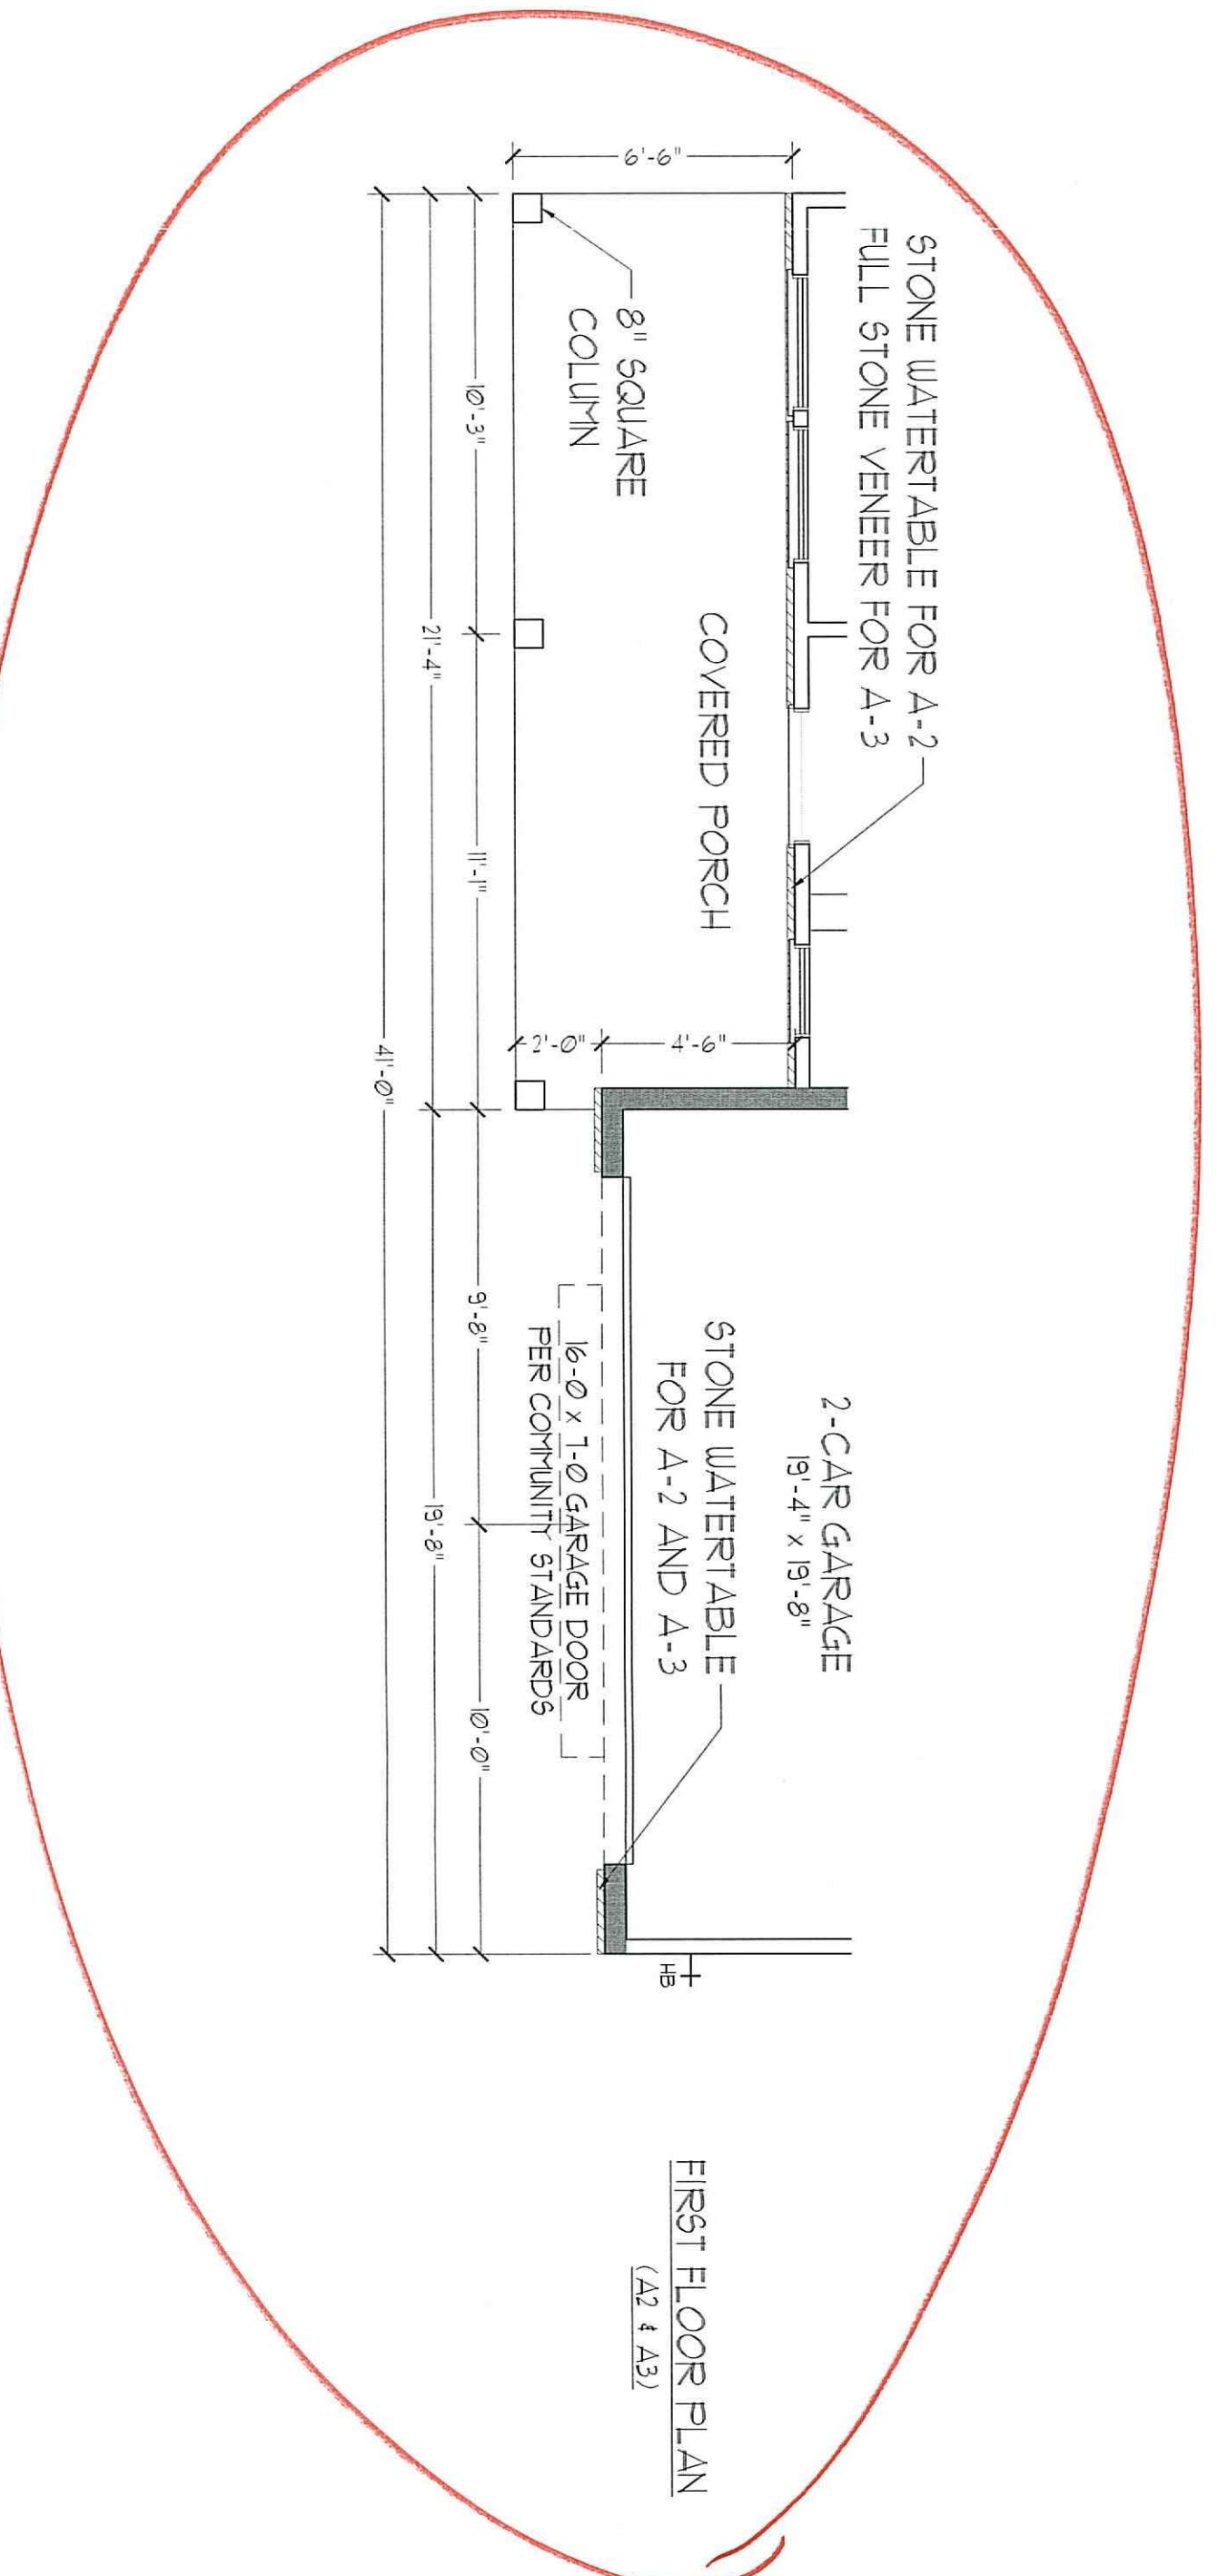 STONE WATERTABLE FOR A-2
FULL STONE VENEER FOR A-3
2-CAR GARAGE
19'-4" x 19'-8"
COVERED PORCH
STONE WATERTABLE
FOR A-2 AND A-3
6'-6"
8" SQUARE
COLUMN
2'-0"
4'-6"
16-0 x 7-0 GARAGE DOOR
PER COMMUNITY STANDARDS
HB
10'-3"
11'-1"
9'-8"
10'-0"
21'-4"
19'-8"
41'-0"
FIRST FLOOR PLAN
(A2 & A3)